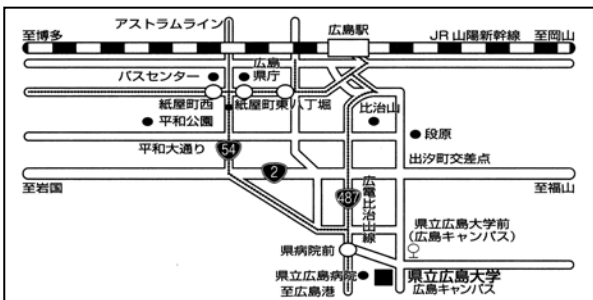 アストラムライン
広島駅
至博多
JR山陽新幹線
至岡山
バスセンター
広島
県庁
紙屋町西
紙屋町東
八丁堀
比治山
平和公園
段原
平和大通り
54
2
出汐町交差点
至岩国
至福山
487
広電比治山線
県立広島大学前
(広島キャンパス)
県病院前
県立広島病院
県立広島大学
至広島港
広島キャンパス